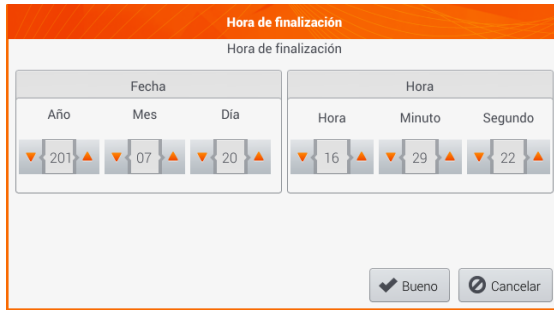 Hora de finalización
Hora de finalización
Fecha
Hora
Año Mes Día
Hora Minuto Segundo
201 07 20
16 29 22
Bueno Cancelar